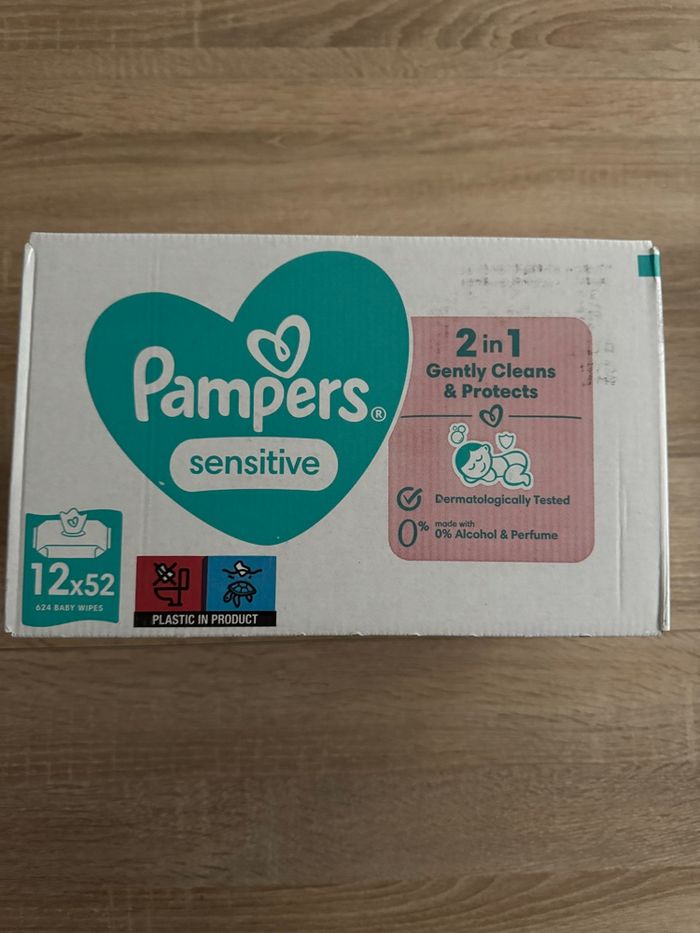 Pampers®
sensitive
2 in 1
Gently Cleans
& Protects
Dermatologically Tested
0% made with
0% Alcohol & Perfume
12x52
624 BABY WIPES
PLASTIC IN PRODUCT